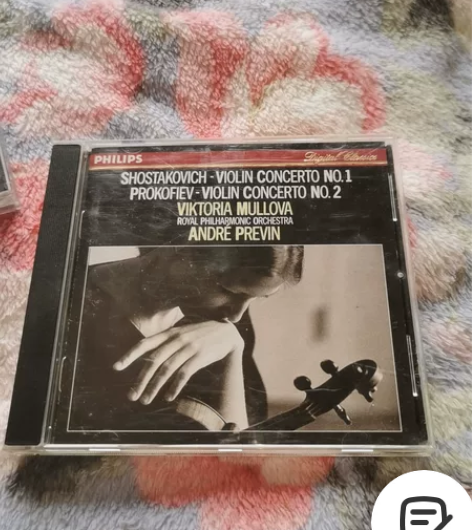 PHILIPS Digital Classics
SHOSTAKOVICH - VIOLIN CONCERTO NO. 1
PROKOFIEV - VIOLIN CONCERTO NO. 2
VIKTORIA MULLOVA
ROYAL PHILHARMONIC ORCHESTRA
ANDRÉ PREVIN